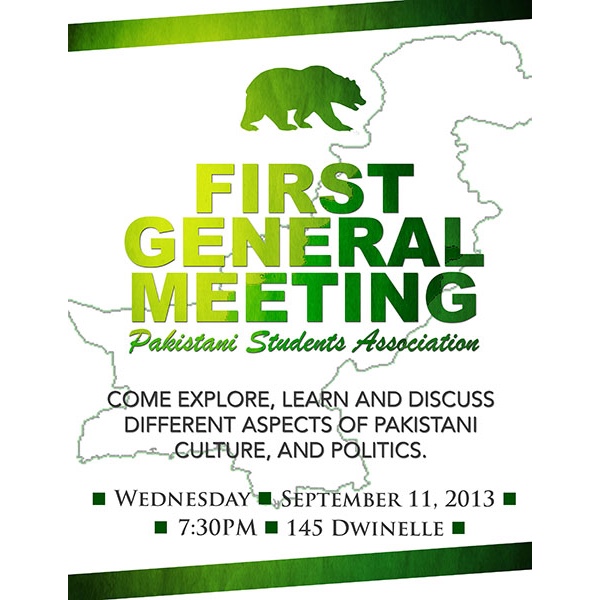 FIRST
GENERAL
MEETING
Pakistani Students Association
COME EXPLORE, LEARN AND DISCUSS
DIFFERENT ASPECTS OF PAKISTANI
CULTURE, AND POLITICS.
■ WEDNESDAY ■ SEPTEMBER 11, 2013 ■
■ 7:30PM ■ 145 DWINELLE ■